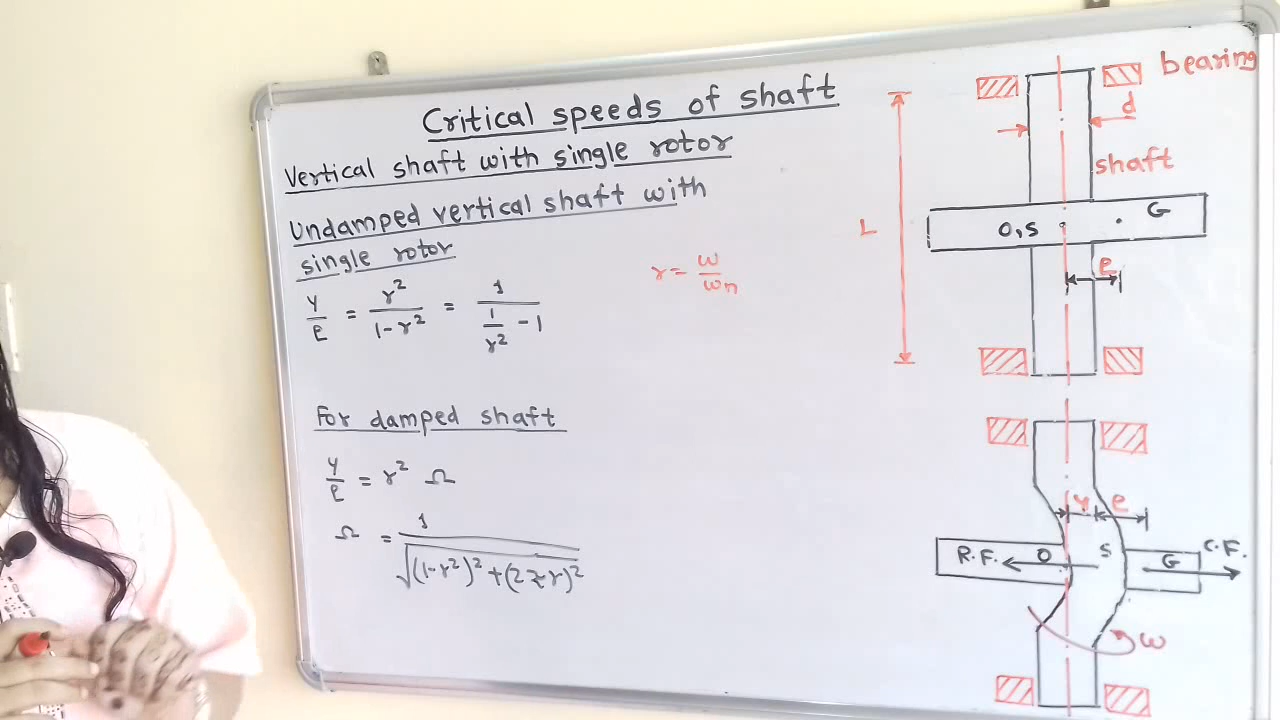 Critical speeds of shaft
Vertical shaft with single rotor
Undamped vertical shaft with
single rotor
y/e = r²/(1-r²) = 1/(1/r² - 1)
r = ω/ωn
For damped shaft
y/e = r² Ω
Ω = 1/√((1-r²)² + (2zr)²)
bearing
d
shaft
L
O,S
G
e
y
e
R.F.
O
S
G
C.F.
ω